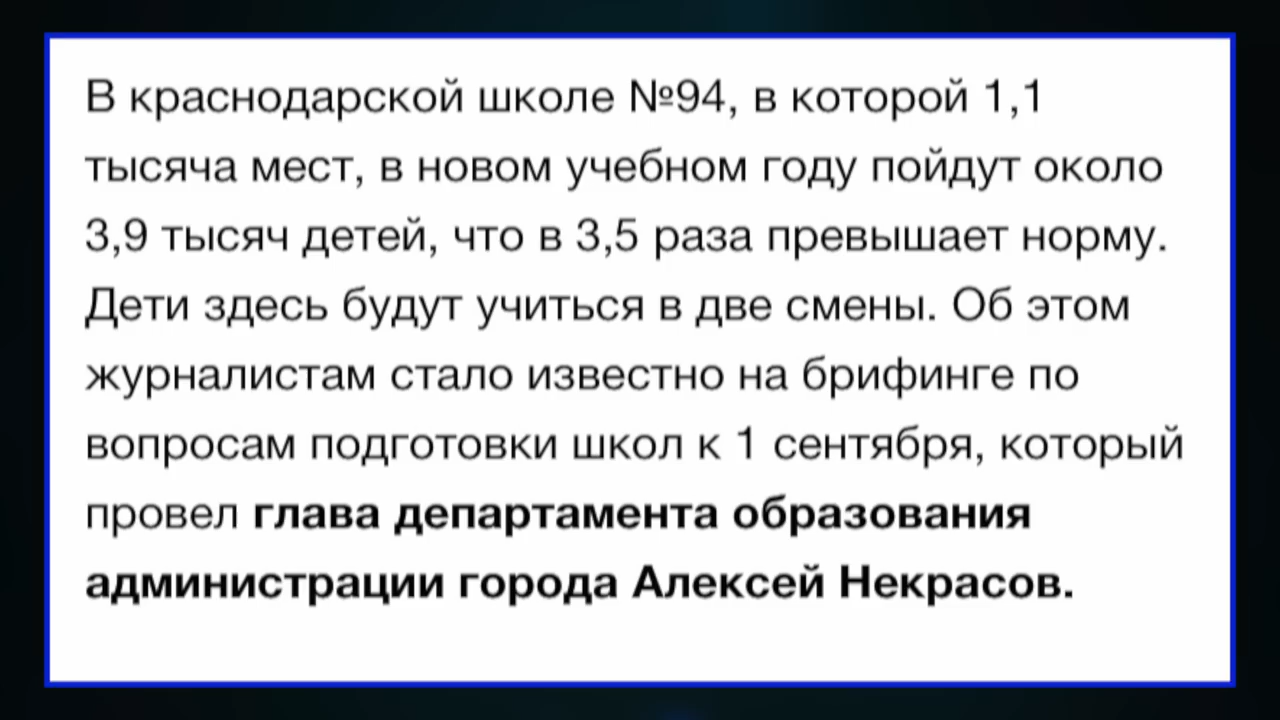 В краснодарской школе №94, в которой 1,1
тысяча мест, в новом учебном году пойдут около
3,9 тысяч детей, что в 3,5 раза превышает норму.
Дети здесь будут учиться в две смены. Об этом
журналистам стало известно на брифинге по
вопросам подготовки школ к 1 сентября, который
провел глава департамента образования
администрации города Алексей Некрасов.